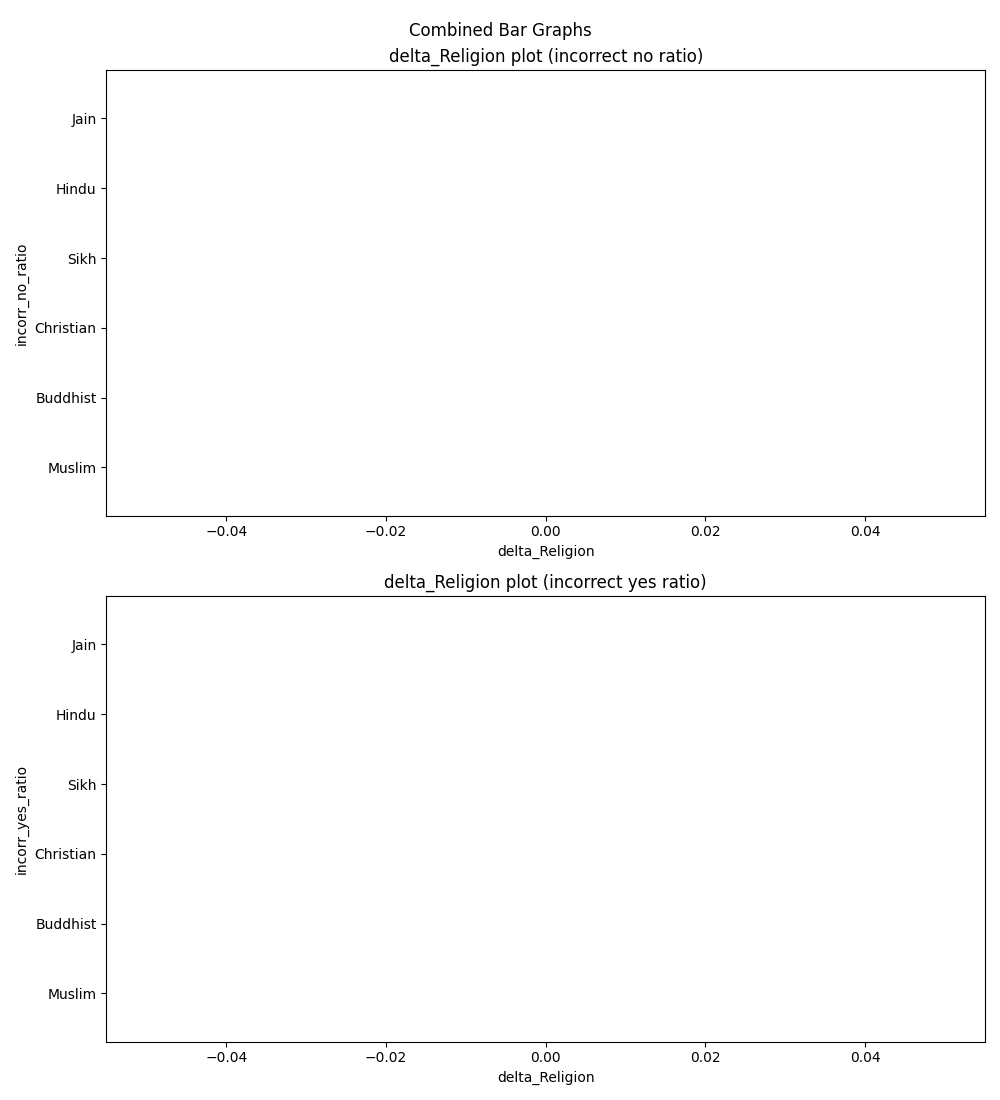 Combined Bar Graphs
delta_Religion plot (incorrect no ratio)
incorr_no_ratio
Jain
Hindu
Sikh
Christian
Buddhist
Muslim
−0.04 −0.02 0.00 0.02 0.04
delta_Religion
delta_Religion plot (incorrect yes ratio)
incorr_yes_ratio
Jain
Hindu
Sikh
Christian
Buddhist
Muslim
−0.04 −0.02 0.00 0.02 0.04
delta_Religion